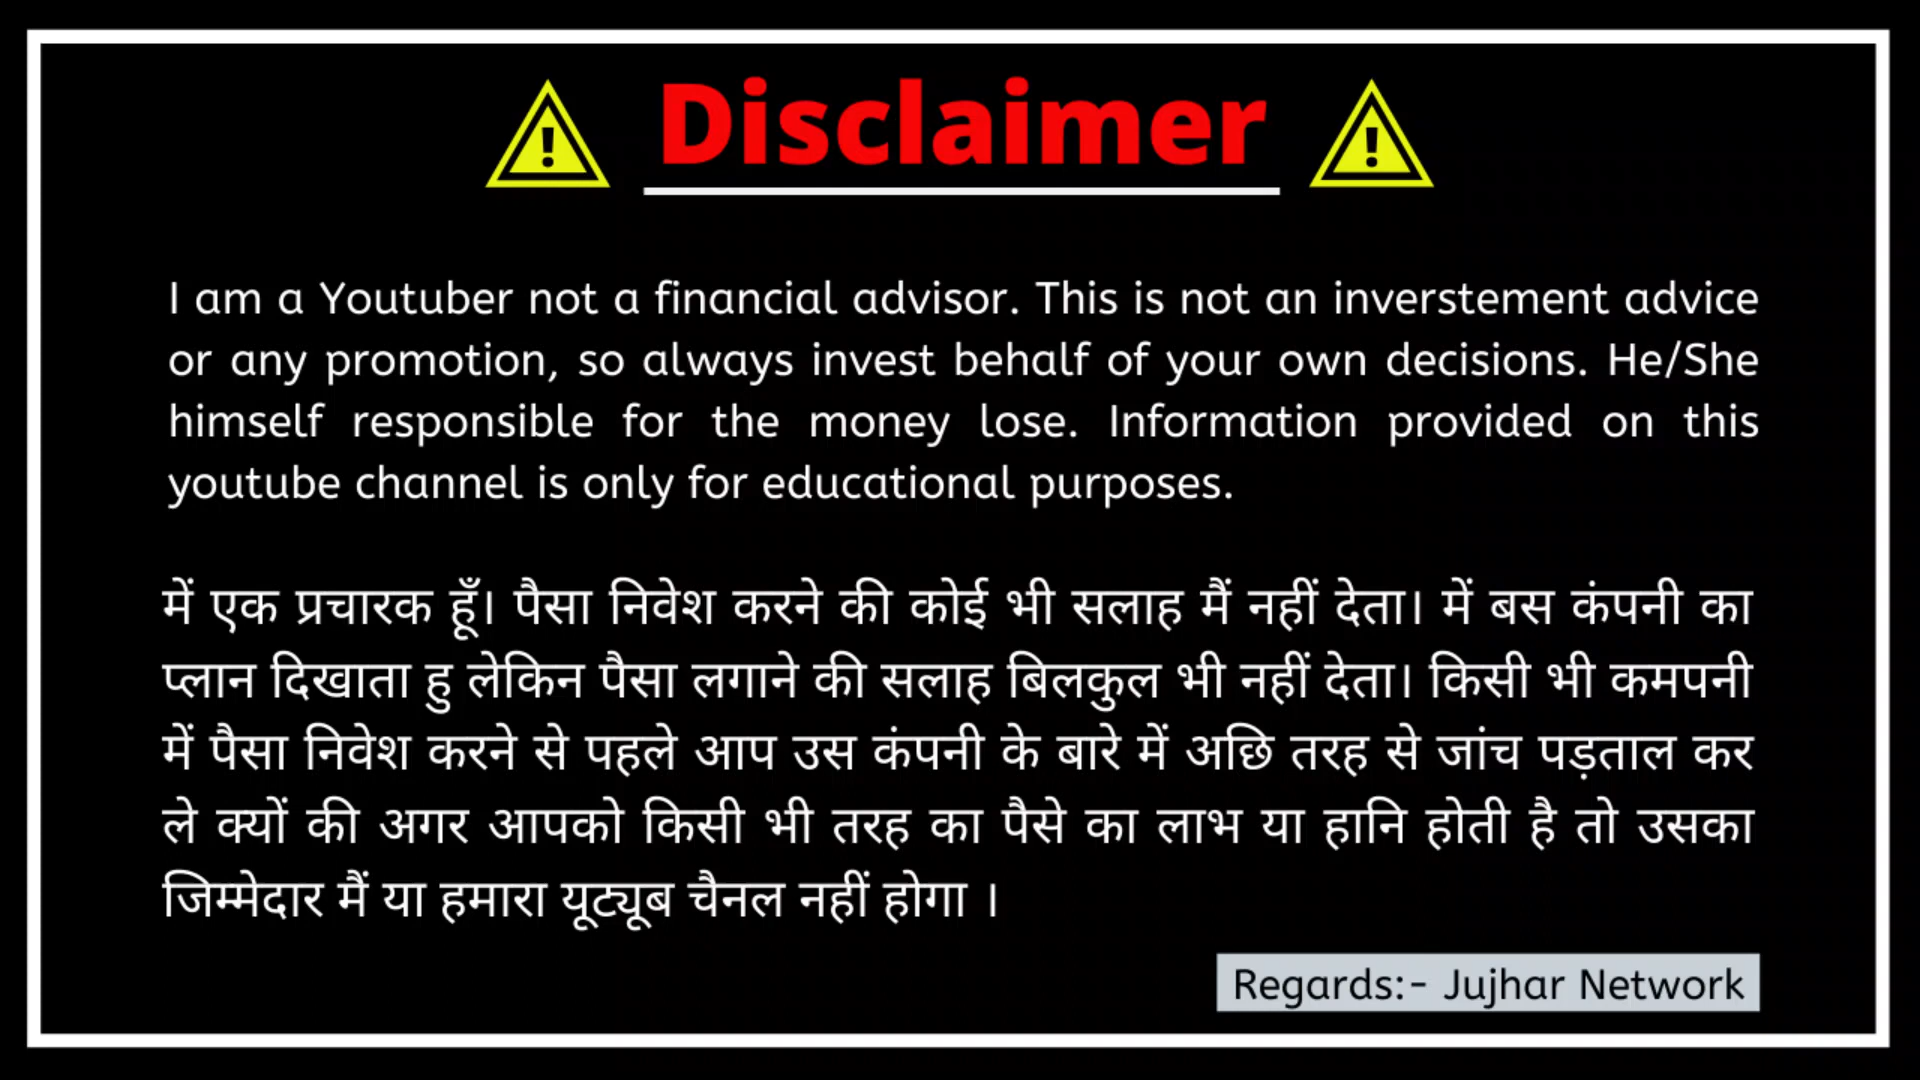 Disclaimer
I am a Youtuber not a financial advisor. This is not an inverstement advice
or any promotion, so always invest behalf of your own decisions. He/She
himself responsible for the money lose. Information provided on this
youtube channel is only for educational purposes.
में एक प्रचारक हूँ। पैसा निवेश करने की कोई भी सलाह मैं नहीं देता। में बस कंपनी का
प्लान दिखाता हु लेकिन पैसा लगाने की सलाह बिलकुल भी नहीं देता। किसी भी कमपनी
में पैसा निवेश करने से पहले आप उस कंपनी के बारे में अछि तरह से जांच पड़ताल कर
ले क्यों की अगर आपको किसी भी तरह का पैसे का लाभ या हानि होती है तो उसका
जिम्मेदार मैं या हमारा यूट्यूब चैनल नहीं होगा ।
Regards:- Jujhar Network